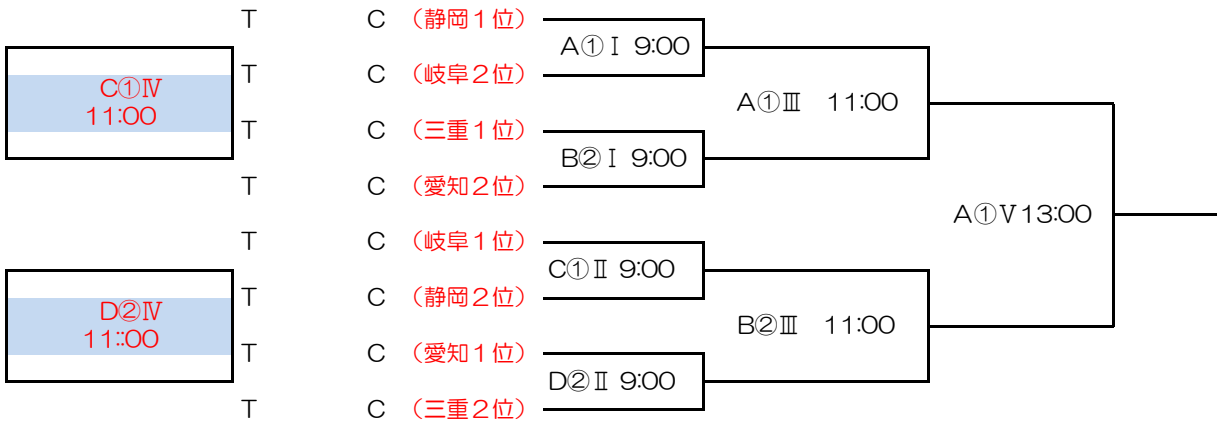 T C （静岡１位）
A①Ⅰ 9:00
T C （岐阜２位）
C①Ⅳ
11:00
A①Ⅲ 11:00
T C （三重１位）
B②Ⅰ 9:00
T C （愛知２位）
A①Ⅴ13:00
T C （岐阜１位）
C①Ⅱ 9:00
T C （静岡２位）
D②Ⅳ
11::00
B②Ⅲ 11:00
T C （愛知１位）
D②Ⅱ 9:00
T C （三重２位）